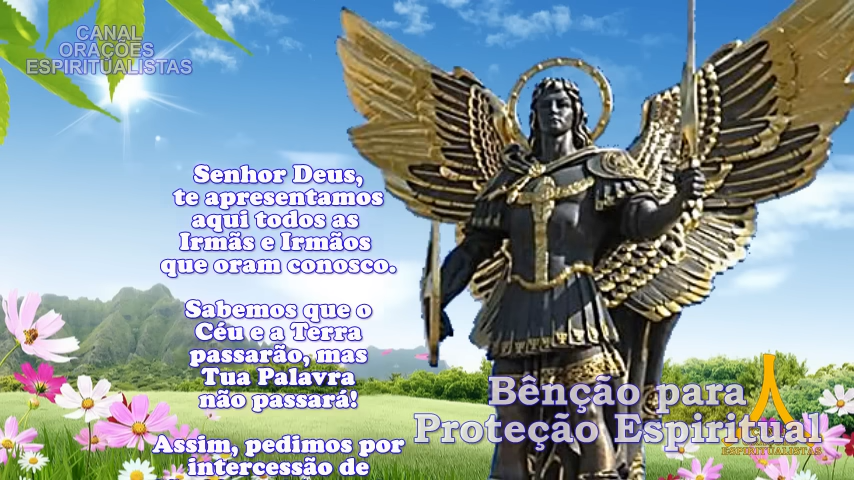 CANAL
ORAÇÕES
ESPIRITUALISTAS
Senhor Deus,
te apresentamos
aqui todos as
Irmãs e Irmãos
que oram conosco.
Sabemos que o
Céu e a Terra
passarão, mas
Tua Palavra
não passará!
Assim, pedimos por
intercessão de
Bênção para
Proteção Espiritual
ESPIRITUALISTAS